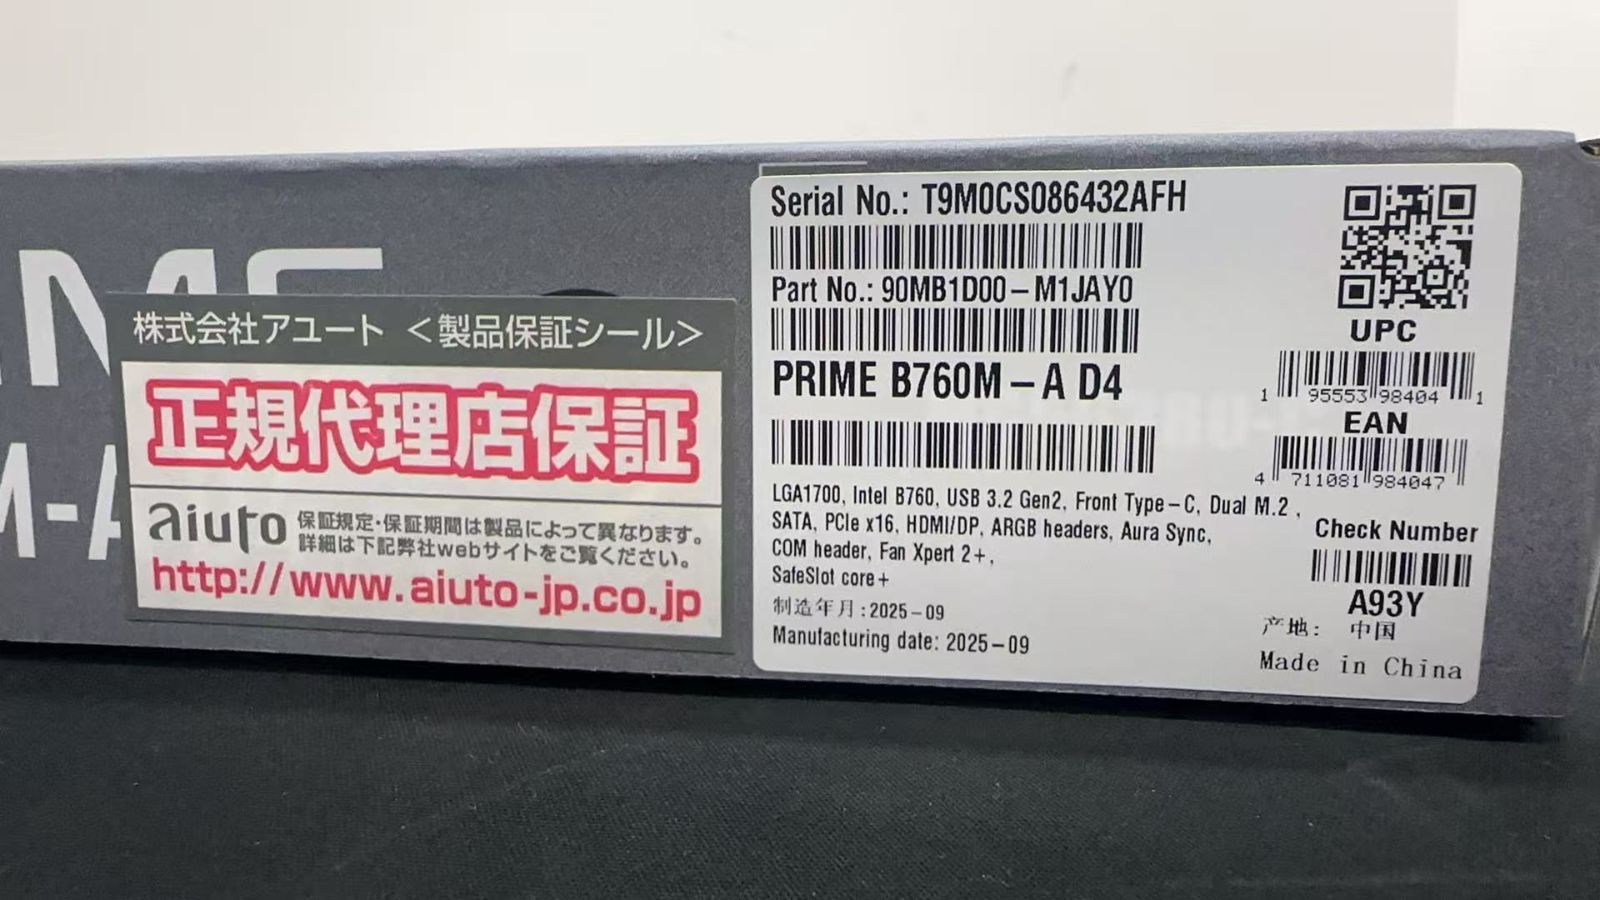 株式会社アユート <製品保証シール>
正規代理店保証
aiuto 保証規定・保証期間は製品によって異なります。
詳細は下記弊社webサイトをご覧ください。
http://www.aiuto-jp.co.jp
Serial No.: T9M0CS086432AFH
Part No.: 90MB1D00-M1JAY0
PRIME B760M-A D4
LGA1700, Intel B760, USB 3.2 Gen2, Front Type-C, Dual M.2 ,
SATA, PCIe x16, HDMI/DP, ARGB headers, Aura Sync,
COM header, Fan Xpert 2+,
SafeSlot core+
制造年月:2025-09
Manufacturing date: 2025-09
UPC
1 95553 98404 1
EAN
4 711081 984047
Check Number
A93Y
产地: 中国
Made in China